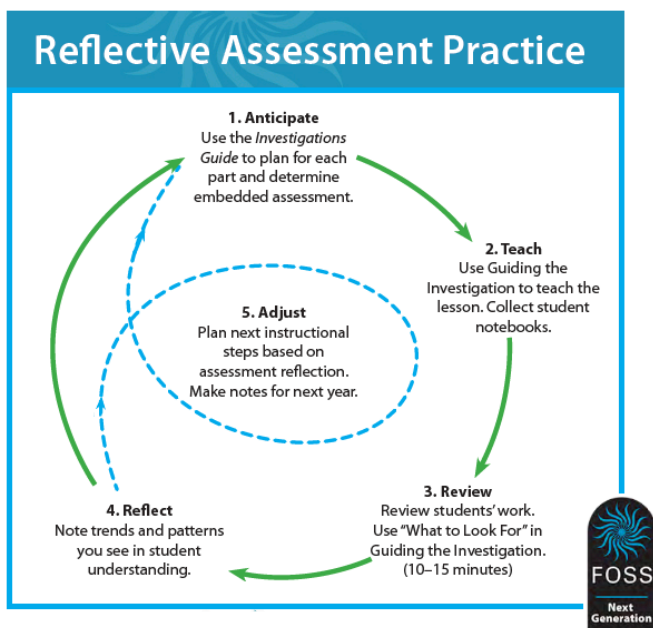 Reflective Assessment Practice
1. Anticipate
Use the Investigations
Guide to plan for each
part and determine
embedded assessment.
2. Teach
Use Guiding the
Investigation to teach the
lesson. Collect student
notebooks.
3. Review
Review students’ work.
Use “What to Look For” in
Guiding the Investigation.
(10–15 minutes)
4. Reflect
Note trends and patterns
you see in student
understanding.
5. Adjust
Plan next instructional
steps based on
assessment reflection.
Make notes for next year.
FOSS
Next
Generation